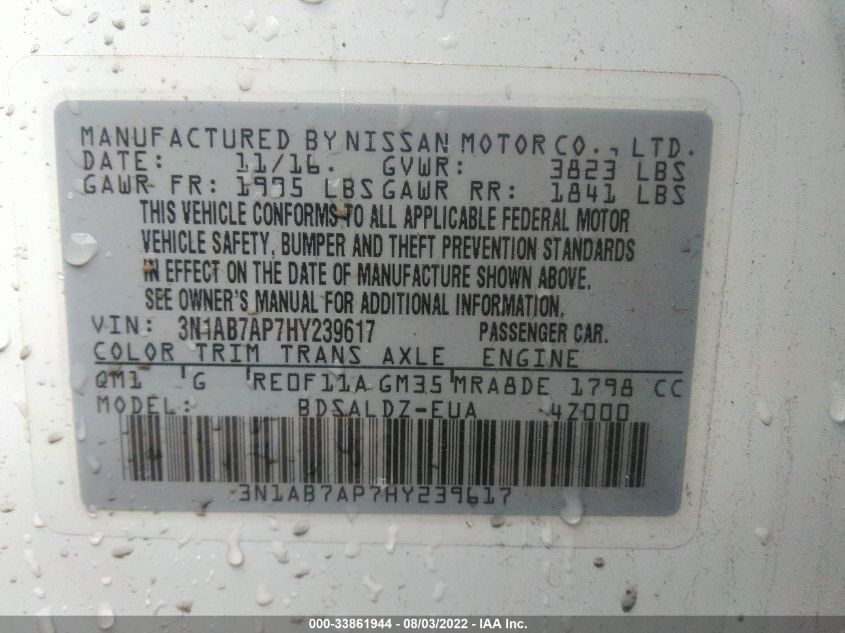 MANUFACTURED BY NISSAN MOTOR CO., LTD.
DATE: 11/16. GVWR: 3823 LBS
GAWR FR: 1995 LBS GAWR RR: 1841 LBS
THIS VEHICLE CONFORMS TO ALL APPLICABLE FEDERAL MOTOR
VEHICLE SAFETY, BUMPER AND THEFT PREVENTION STANDARDS
IN EFFECT ON THE DATE OF MANUFACTURE SHOWN ABOVE.
SEE OWNER'S MANUAL FOR ADDITIONAL INFORMATION.
VIN: 3N1AB7AP7HY239617 PASSENGER CAR.
COLOR TRIM TRANS AXLE ENGINE
QM1 G RE0F11A GM35 MRA8DE 1798 CC
MODEL: BDSALDZ-EUA 4Z000
3N1AB7AP7HY239617
000-33861944 - 08/03/2022 - IAA Inc.